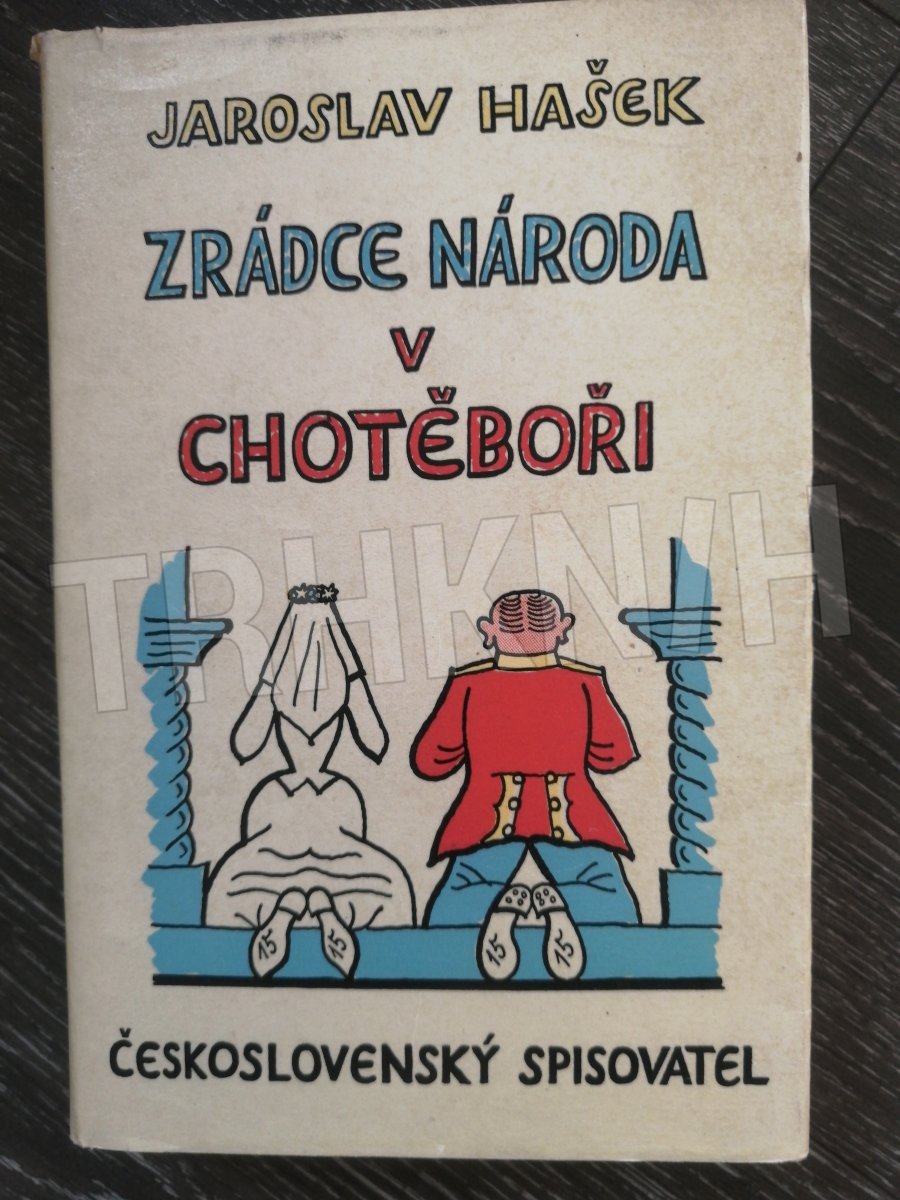 JAROSLAV HAŠEK
ZRÁDCE NÁRODA
V
CHOTĚBOŘI
TRHKNIH
15 15 15 15
ČESKOSLOVENSKÝ SPISOVATEL